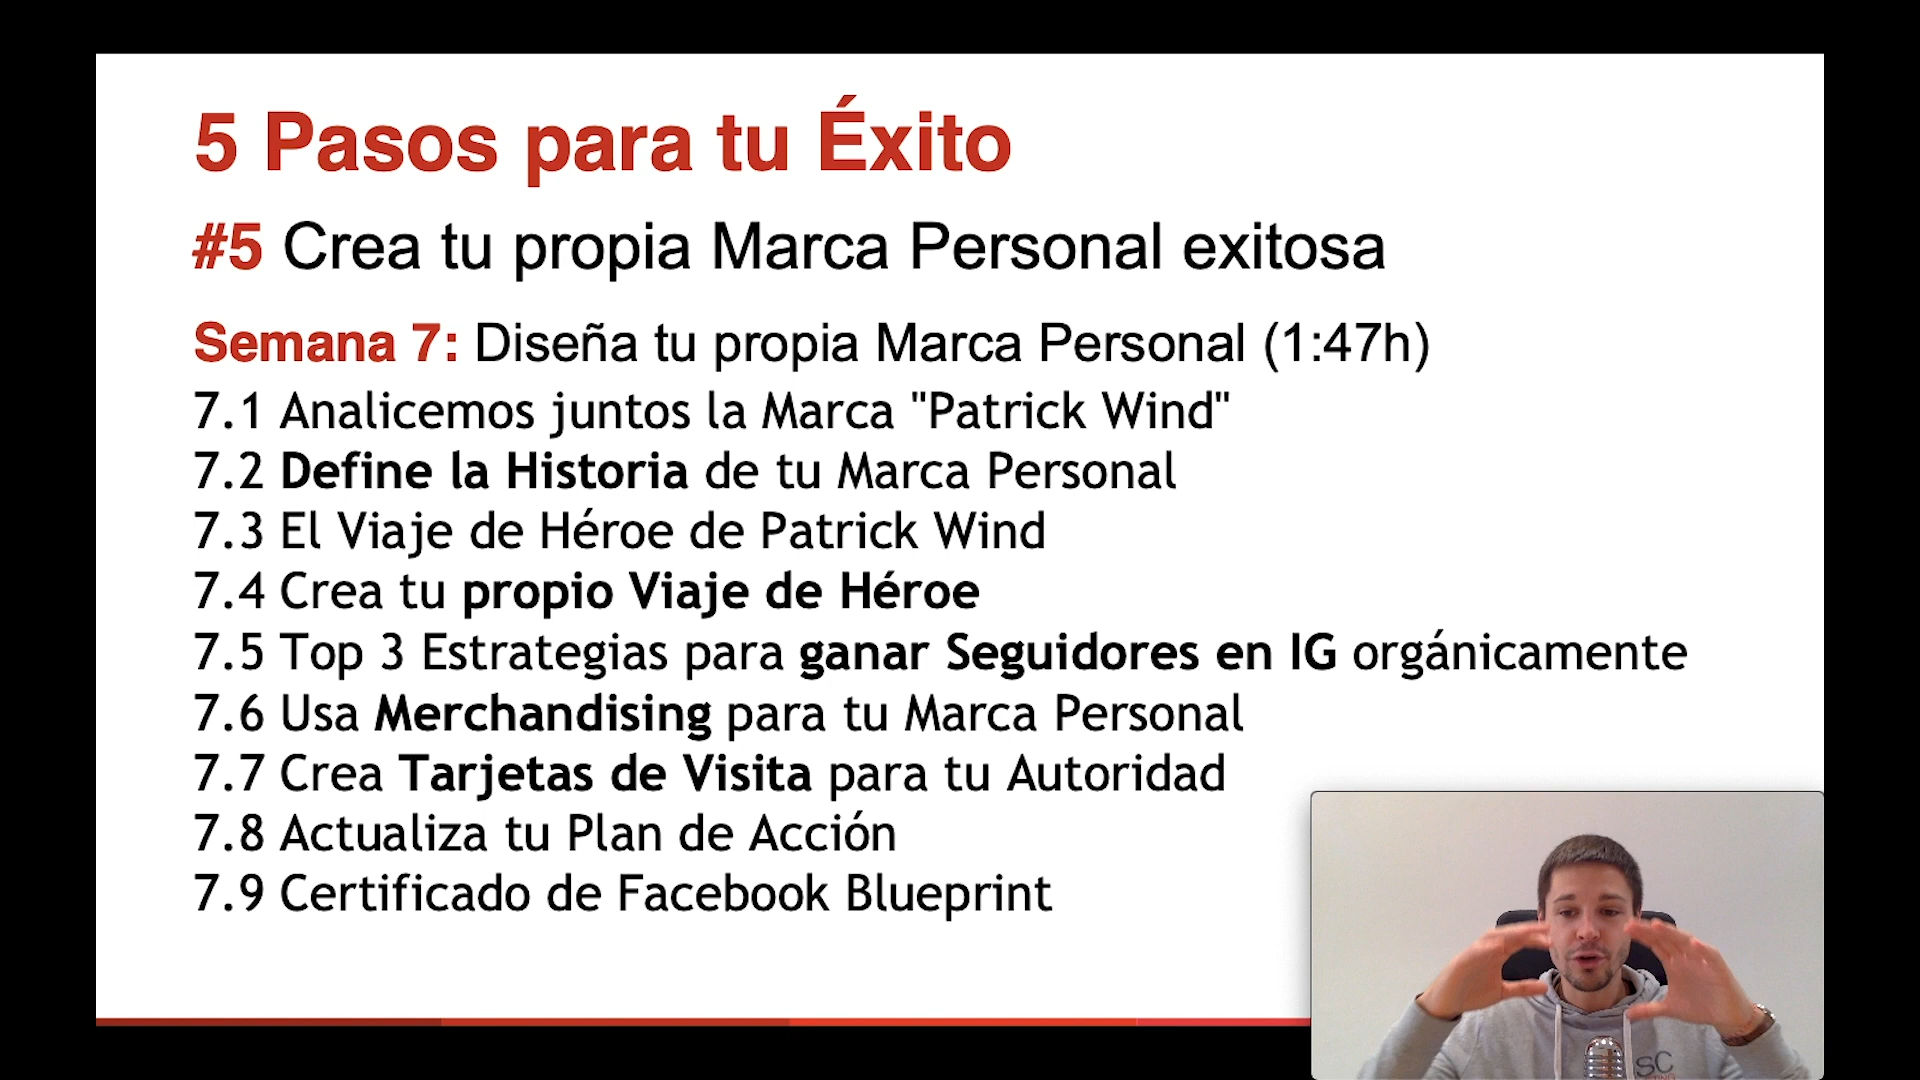 5 Pasos para tu Éxito
#5 Crea tu propia Marca Personal exitosa
Semana 7: Diseña tu propia Marca Personal (1:47h)
7.1 Analicemos juntos la Marca "Patrick Wind"
7.2 Define la Historia de tu Marca Personal
7.3 El Viaje de Héroe de Patrick Wind
7.4 Crea tu propio Viaje de Héroe
7.5 Top 3 Estrategias para ganar Seguidores en IG orgánicamente
7.6 Usa Merchandising para tu Marca Personal
7.7 Crea Tarjetas de Visita para tu Autoridad
7.8 Actualiza tu Plan de Acción
7.9 Certificado de Facebook Blueprint
SC